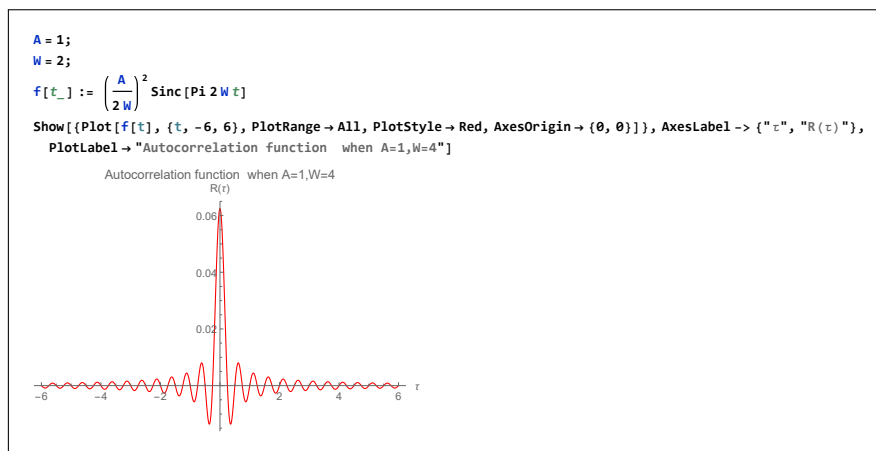 A = 1;
W = 2;
f[t_] := (A/2 W)² Sinc[Pi 2 W t]
Show[{Plot[f[t], {t, -6, 6}, PlotRange → All, PlotStyle → Red, AxesOrigin → {0, 0}]}, AxesLabel -> {"τ", "R(τ)"},
PlotLabel → "Autocorrelation function when A=1,W=4"]
Autocorrelation function when A=1,W=4
R(τ)
0.06
0.04
0.02
-6 -4 -2 2 4 6 τ